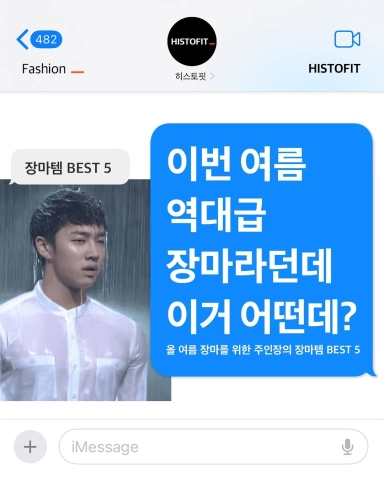 482
Fashion
HISTOFIT
히스토핏
HISTOFIT
장마템 BEST 5
이번 여름
역대급
장마라던데
이거 어떤데?
올 여름 장마를 위한 주인장의 장마템 BEST 5
iMessage